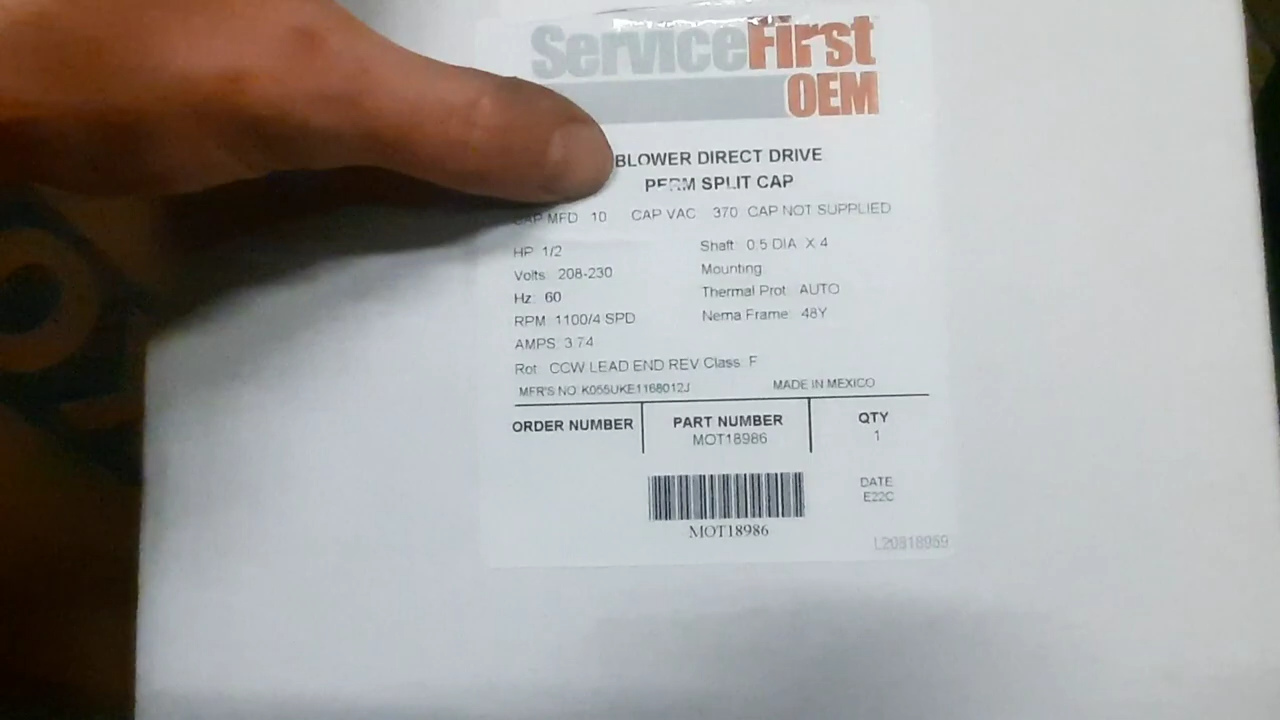 ServiceFirst
OEM
BLOWER DIRECT DRIVE
PERM SPLIT CAP
CAP MFD 10 CAP VAC 370 CAP NOT SUPPLIED
HP 1/2 Shaft: 0.5 DIA X 4
Volts: 208-230 Mounting
Hz: 60 Thermal Prot: AUTO
RPM: 1100/4 SPD Nema Frame: 48Y
AMPS: 3.74
Rot: CCW LEAD END REV Class: F
MFR'S NO K055UKE1168012J MADE IN MEXICO
ORDER NUMBER PART NUMBER QTY
MOT18986 1
DATE
E22C
MOT18986
L20818959